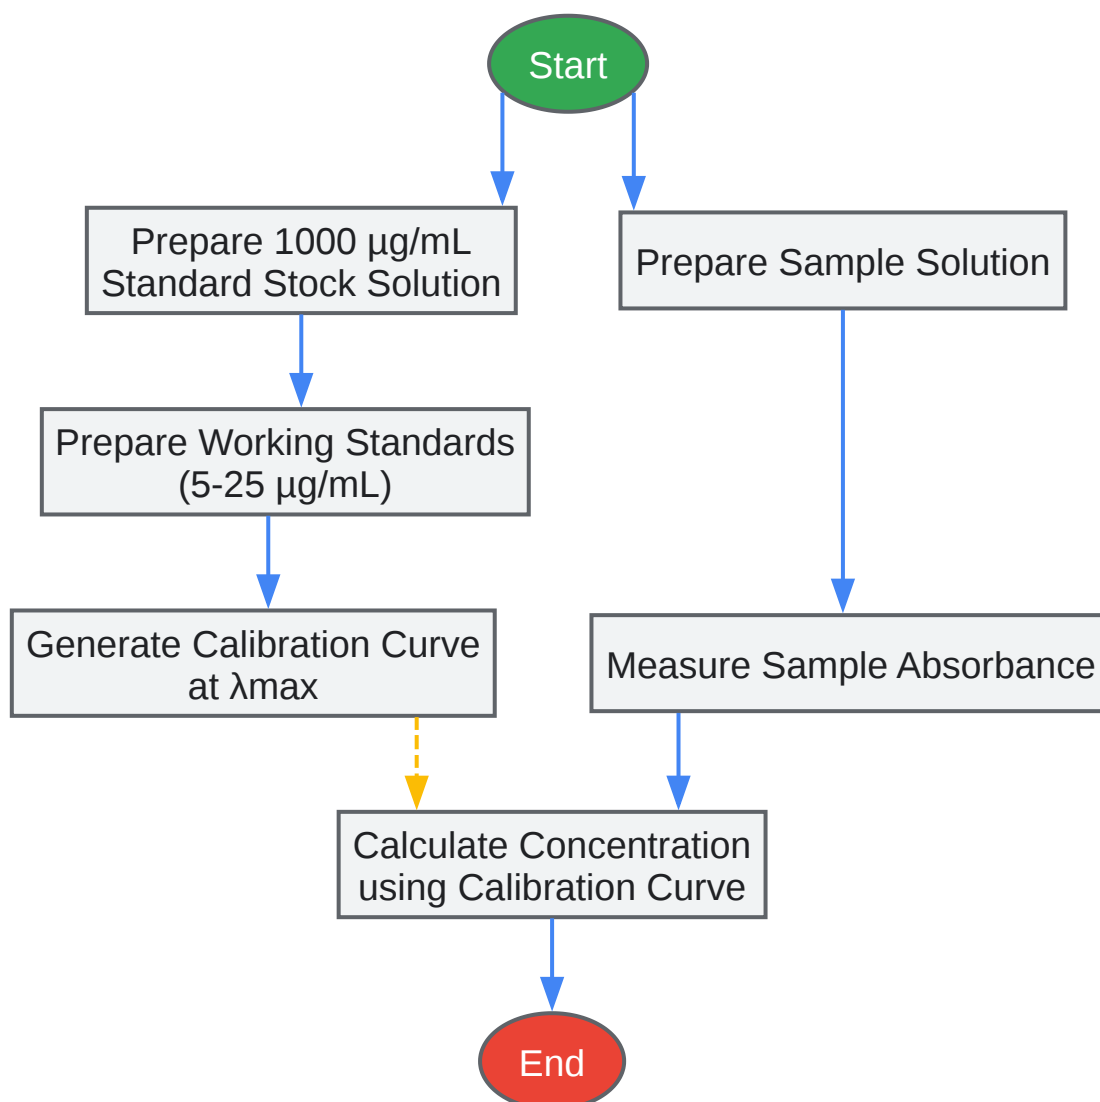 Start
Prepare 1000 µg/mL
Standard Stock Solution
Prepare Sample Solution
Prepare Working Standards
(5-25 µg/mL)
Generate Calibration Curve
at λmax
Measure Sample Absorbance
Calculate Concentration
using Calibration Curve
End